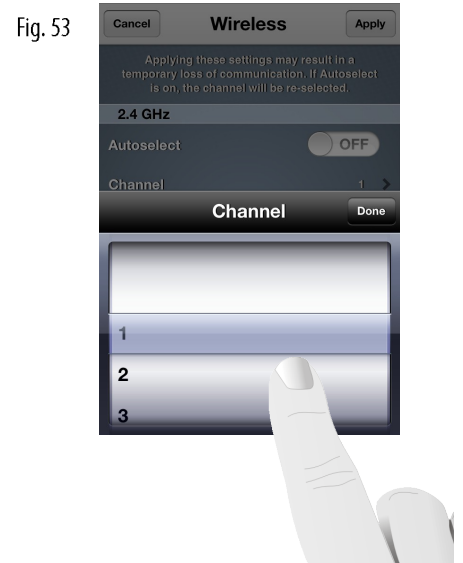 Fig. 53
Cancel Wireless Apply
Applying these settings may result in a
temporary loss of communication. If Autoselect
is on, the channel will be re-selected.
2.4 GHz
Autoselect OFF
Channel 1
Channel Done
1
2
3